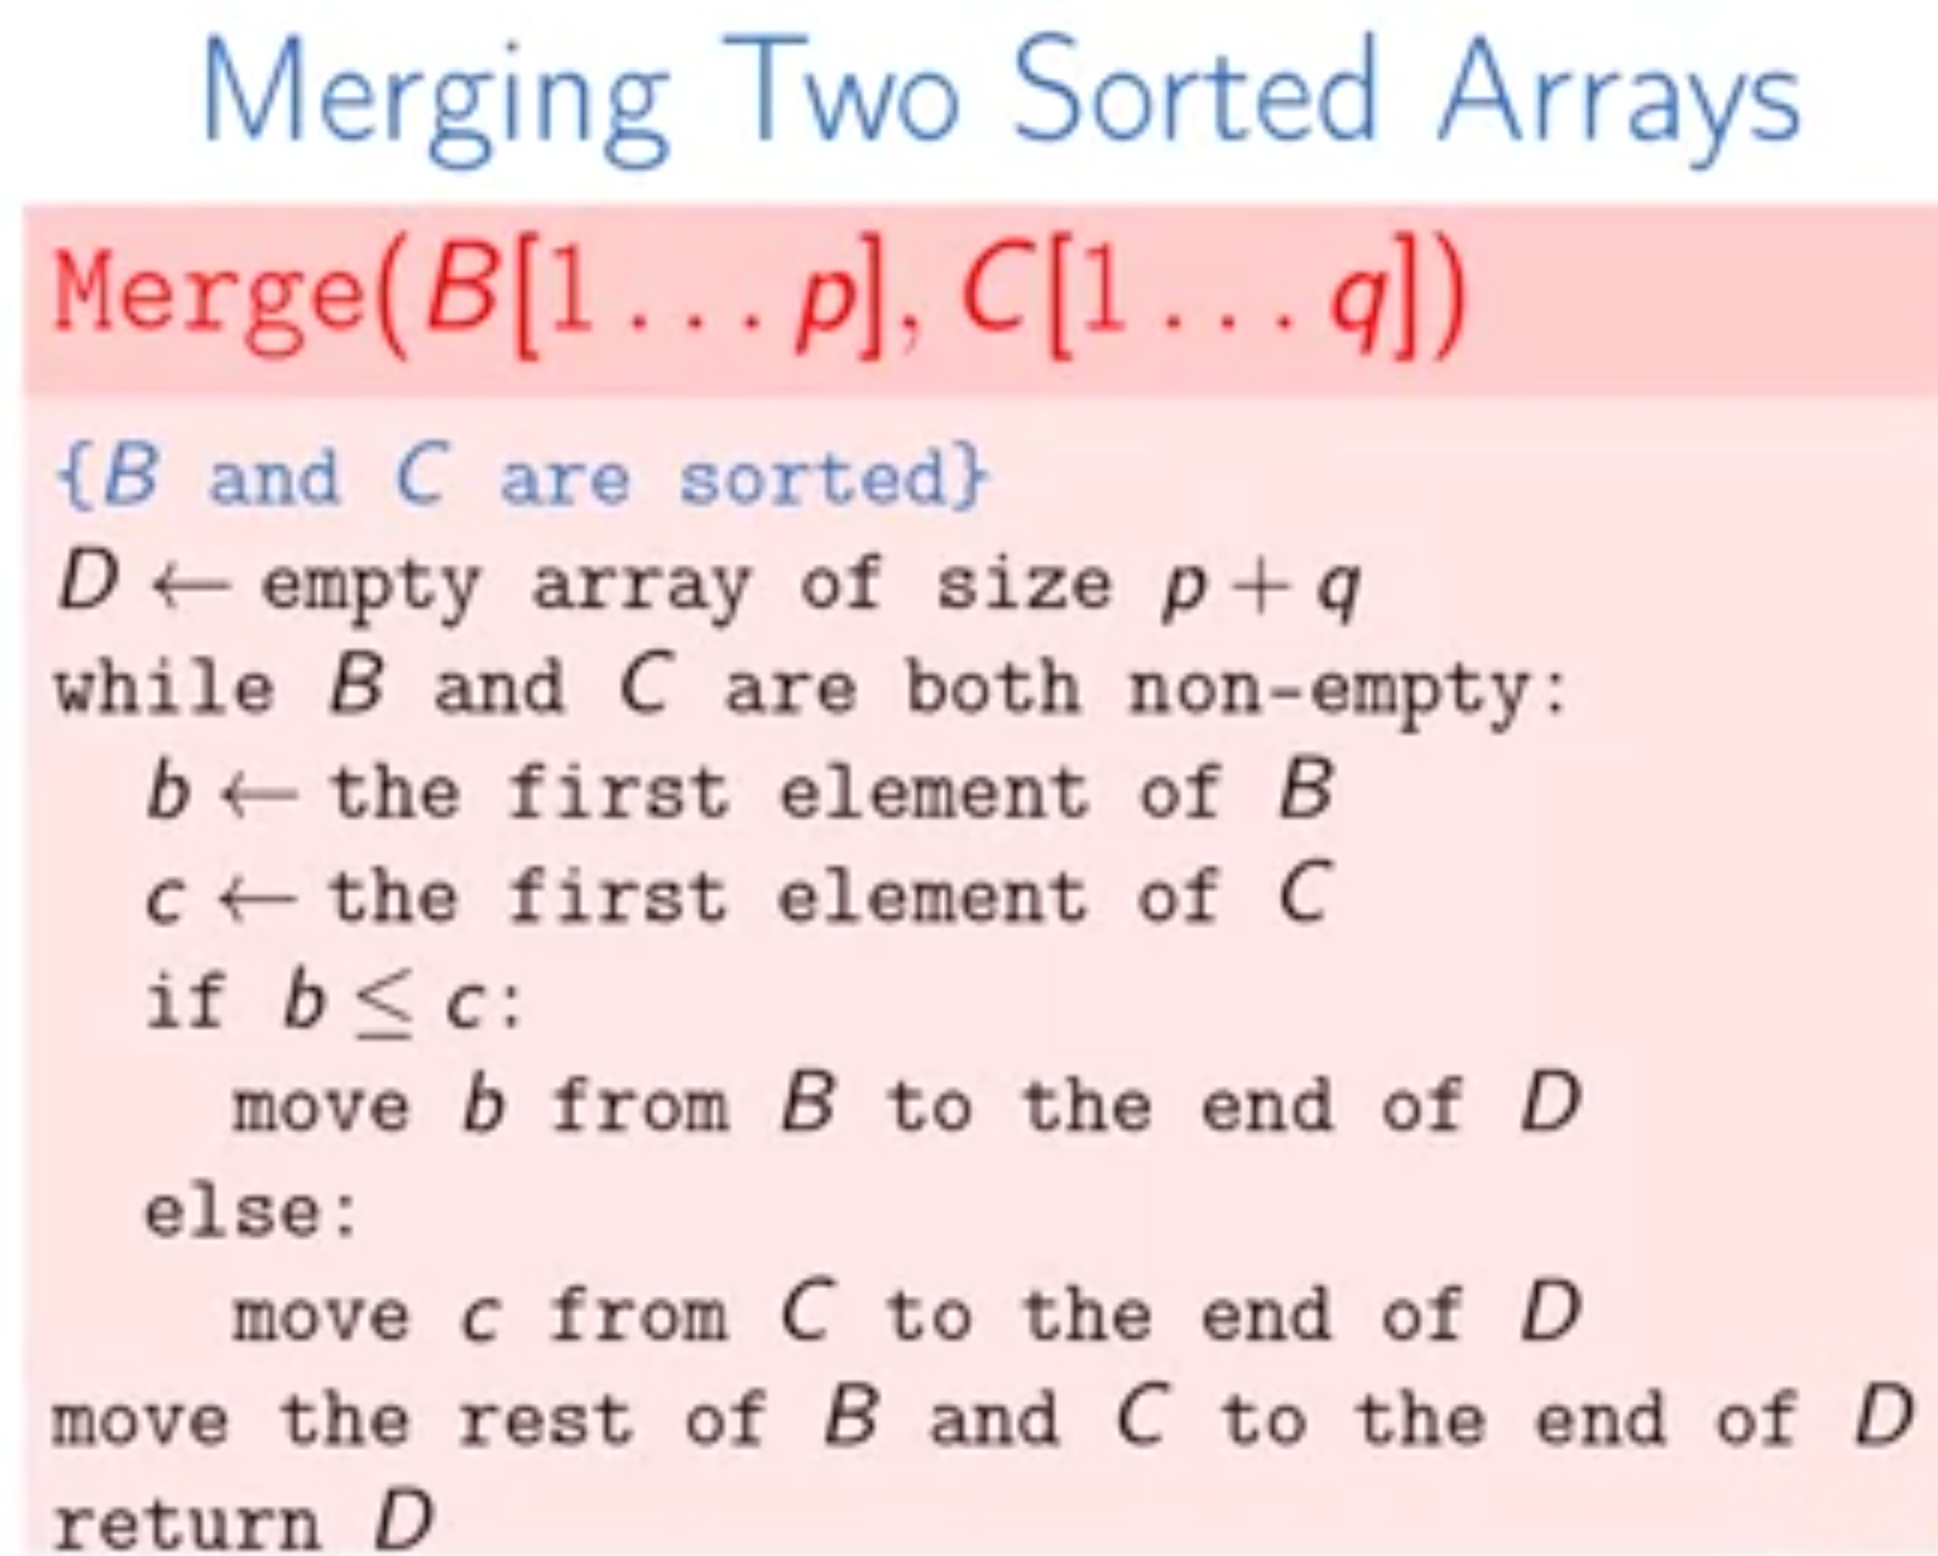 Merging Two Sorted Arrays
Merge(B[1...p], C[1...q])
{B and C are sorted}
D ← empty array of size p + q
while B and C are both non-empty:
b ← the first element of B
c ← the first element of C
if b ≤ c:
move b from B to the end of D
else:
move c from C to the end of D
move the rest of B and C to the end of D
return D